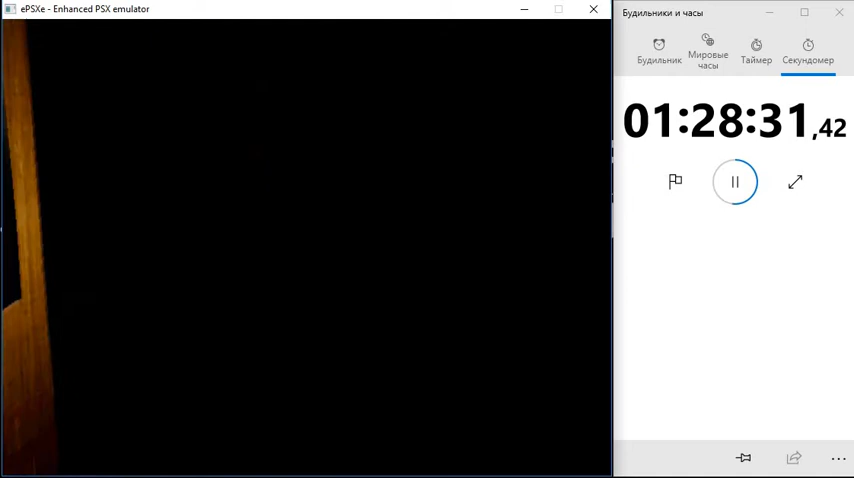 ePSXe - Enhanced PSX emulator
Будильники и часы
Будильник
Мировые часы
Таймер
Секундомер
01:28:31,42